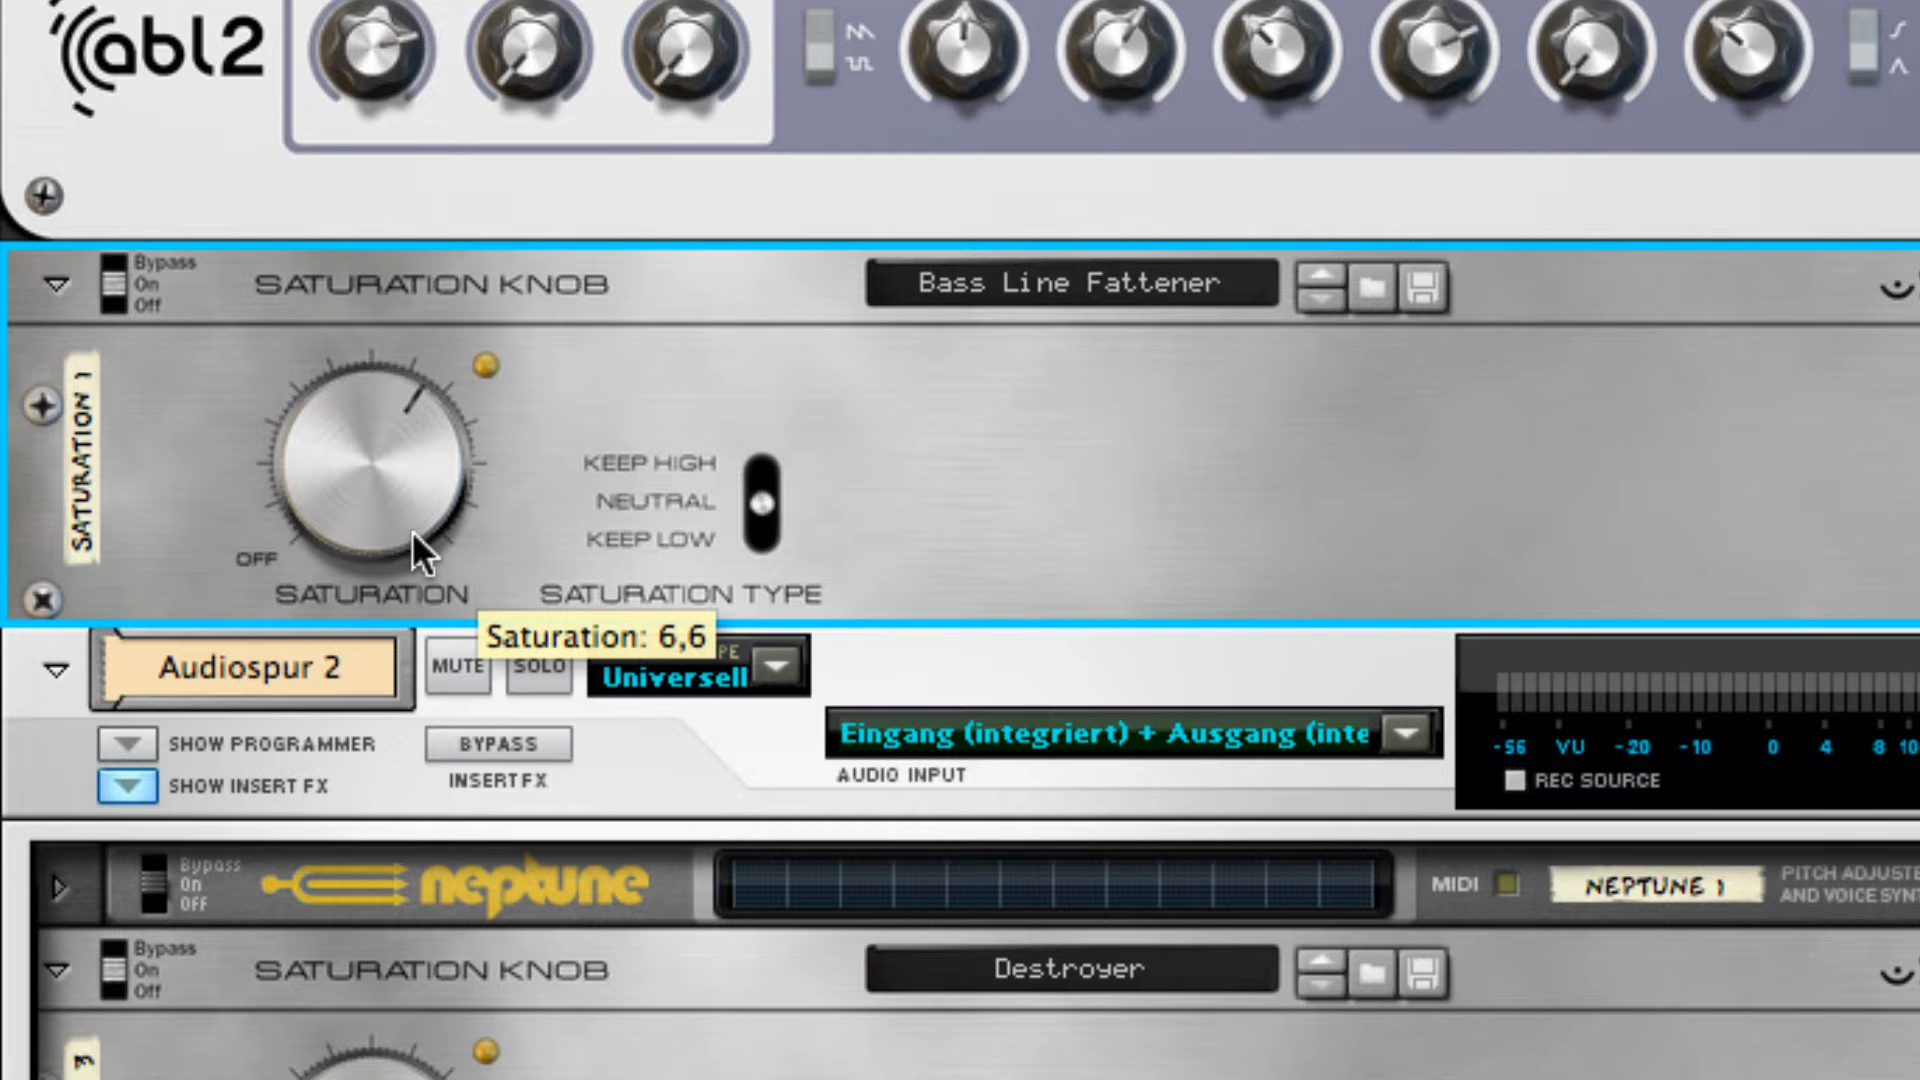 abl2
Bypass
On
Off
SATURATION KNOB
Bass Line Fattener
SATURATION 1
OFF
SATURATION
KEEP HIGH
NEUTRAL
KEEP LOW
SATURATION TYPE
Saturation: 6,6
Audiospur 2
MUTE
SOLO
PE
Universell
SHOW PROGRAMMER
SHOW INSERT FX
BYPASS
INSERT FX
Eingang (integriert) + Ausgang (inte
AUDIO INPUT
-56 VU -20 -10 0 4 8 10
REC SOURCE
Bypass
On
Off
neptune
MIDI
NEPTUNE 1
PITCH ADJUSTE
AND VOICE SYN
Bypass
On
Off
SATURATION KNOB
Destroyer